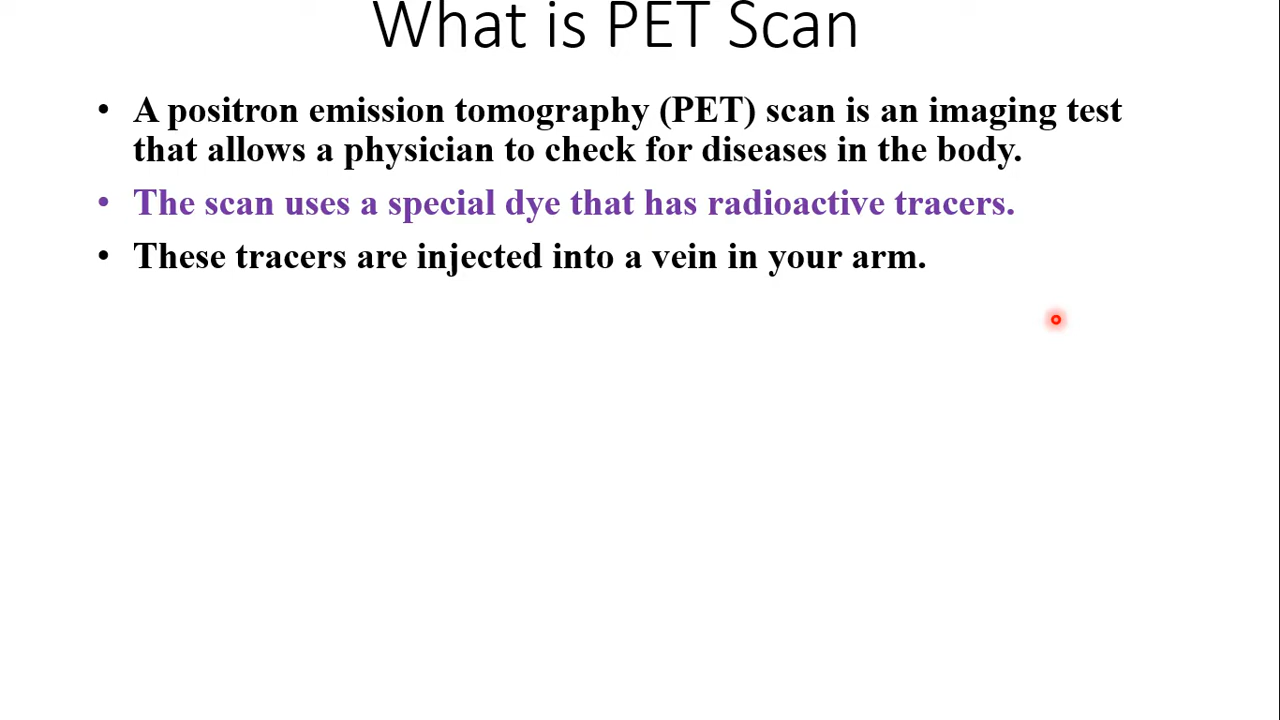 What is PET Scan
• A positron emission tomography (PET) scan is an imaging test
that allows a physician to check for diseases in the body.
• The scan uses a special dye that has radioactive tracers.
• These tracers are injected into a vein in your arm.